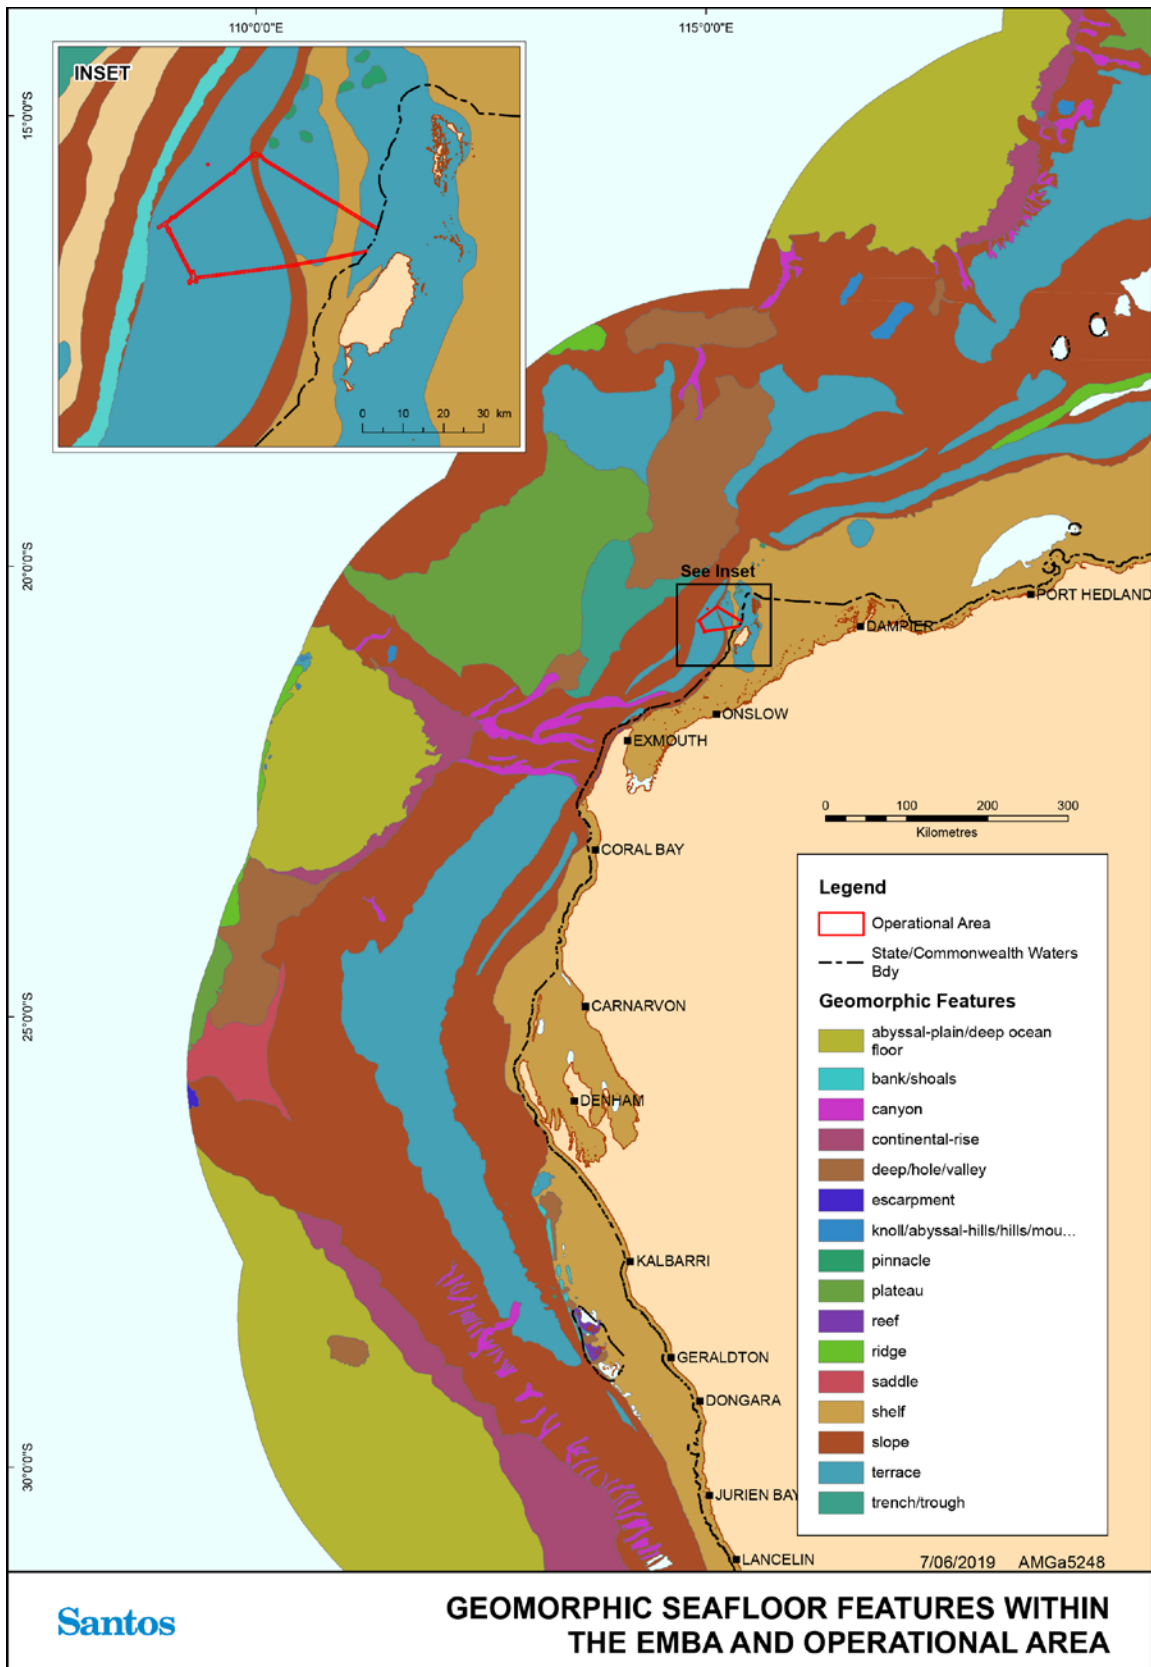 110°0'0"E
115°0'0"E
INSET
0 10 20 30 km
15°0'0"S
20°0'0"S
25°0'0"S
30°0'0"S
See Inset
PORT HEDLAND
DAMPIER
ONSLOW
EXMOUTH
CORAL BAY
CARNARVON
DENHAM
KALBARRI
GERALDTON
DONGARA
JURIEN BAY
LANCELIN
0 100 200 300
Kilometres
Legend
Operational Area
State/Commonwealth Waters
Bdy
Geomorphic Features
abyssal-plain/deep ocean
floor
bank/shoals
canyon
continental-rise
deep/hole/valley
escarpment
knoll/abyssal-hills/hills/mou...
pinnacle
plateau
reef
ridge
saddle
shelf
slope
terrace
trench/trough
7/06/2019 AMGa5248
Santos
GEOMORPHIC SEAFLOOR FEATURES WITHIN
THE EMBA AND OPERATIONAL AREA